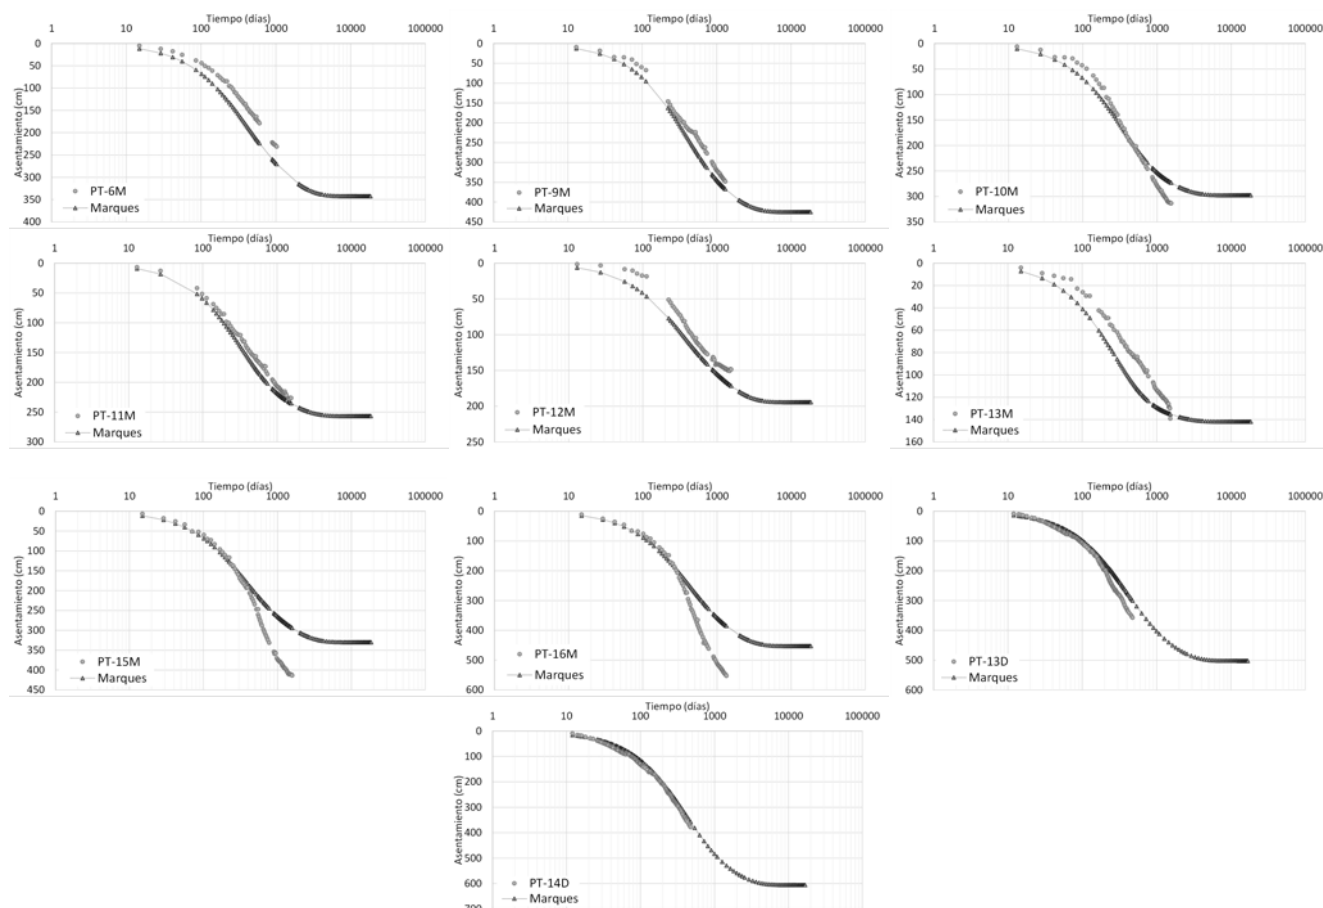 Tiempo (días)
1 10 100 1000 10000 100000
Asentamiento (cm)
0
50
100
150
200
250
300
350
400
PT-6M
Marques
Tiempo (días)
1 10 100 1000 10000 100000
Asentamiento (cm)
0
50
100
150
200
250
300
350
400
450
PT-9M
Marques
Tiempo (días)
1 10 100 1000 10000 100000
Asentamiento (cm)
0
50
100
150
200
250
300
350
PT-10M
Marques
Tiempo (días)
1 10 100 1000 10000 100000
Asentamiento (cm)
0
50
100
150
200
250
300
PT-11M
Marques
Tiempo (días)
1 10 100 1000 10000 100000
Asentamiento (cm)
0
50
100
150
200
250
PT-12M
Marques
Tiempo (días)
1 10 100 1000 10000 100000
Asentamiento (cm)
0
20
40
60
80
100
120
140
160
PT-13M
Marques
Tiempo (días)
1 10 100 1000 10000 100000
Asentamiento (cm)
0
50
100
150
200
250
300
350
400
450
PT-15M
Marques
Tiempo (días)
1 10 100 1000 10000 100000
Asentamiento (cm)
0
100
200
300
400
500
600
PT-16M
Marques
Tiempo (días)
1 10 100 1000 10000 100000
Asentamiento (cm)
0
100
200
300
400
500
600
PT-13D
Marques
Tiempo (días)
1 10 100 1000 10000 100000
Asentamiento (cm)
0
100
200
300
400
500
600
700
PT-14D
Marques